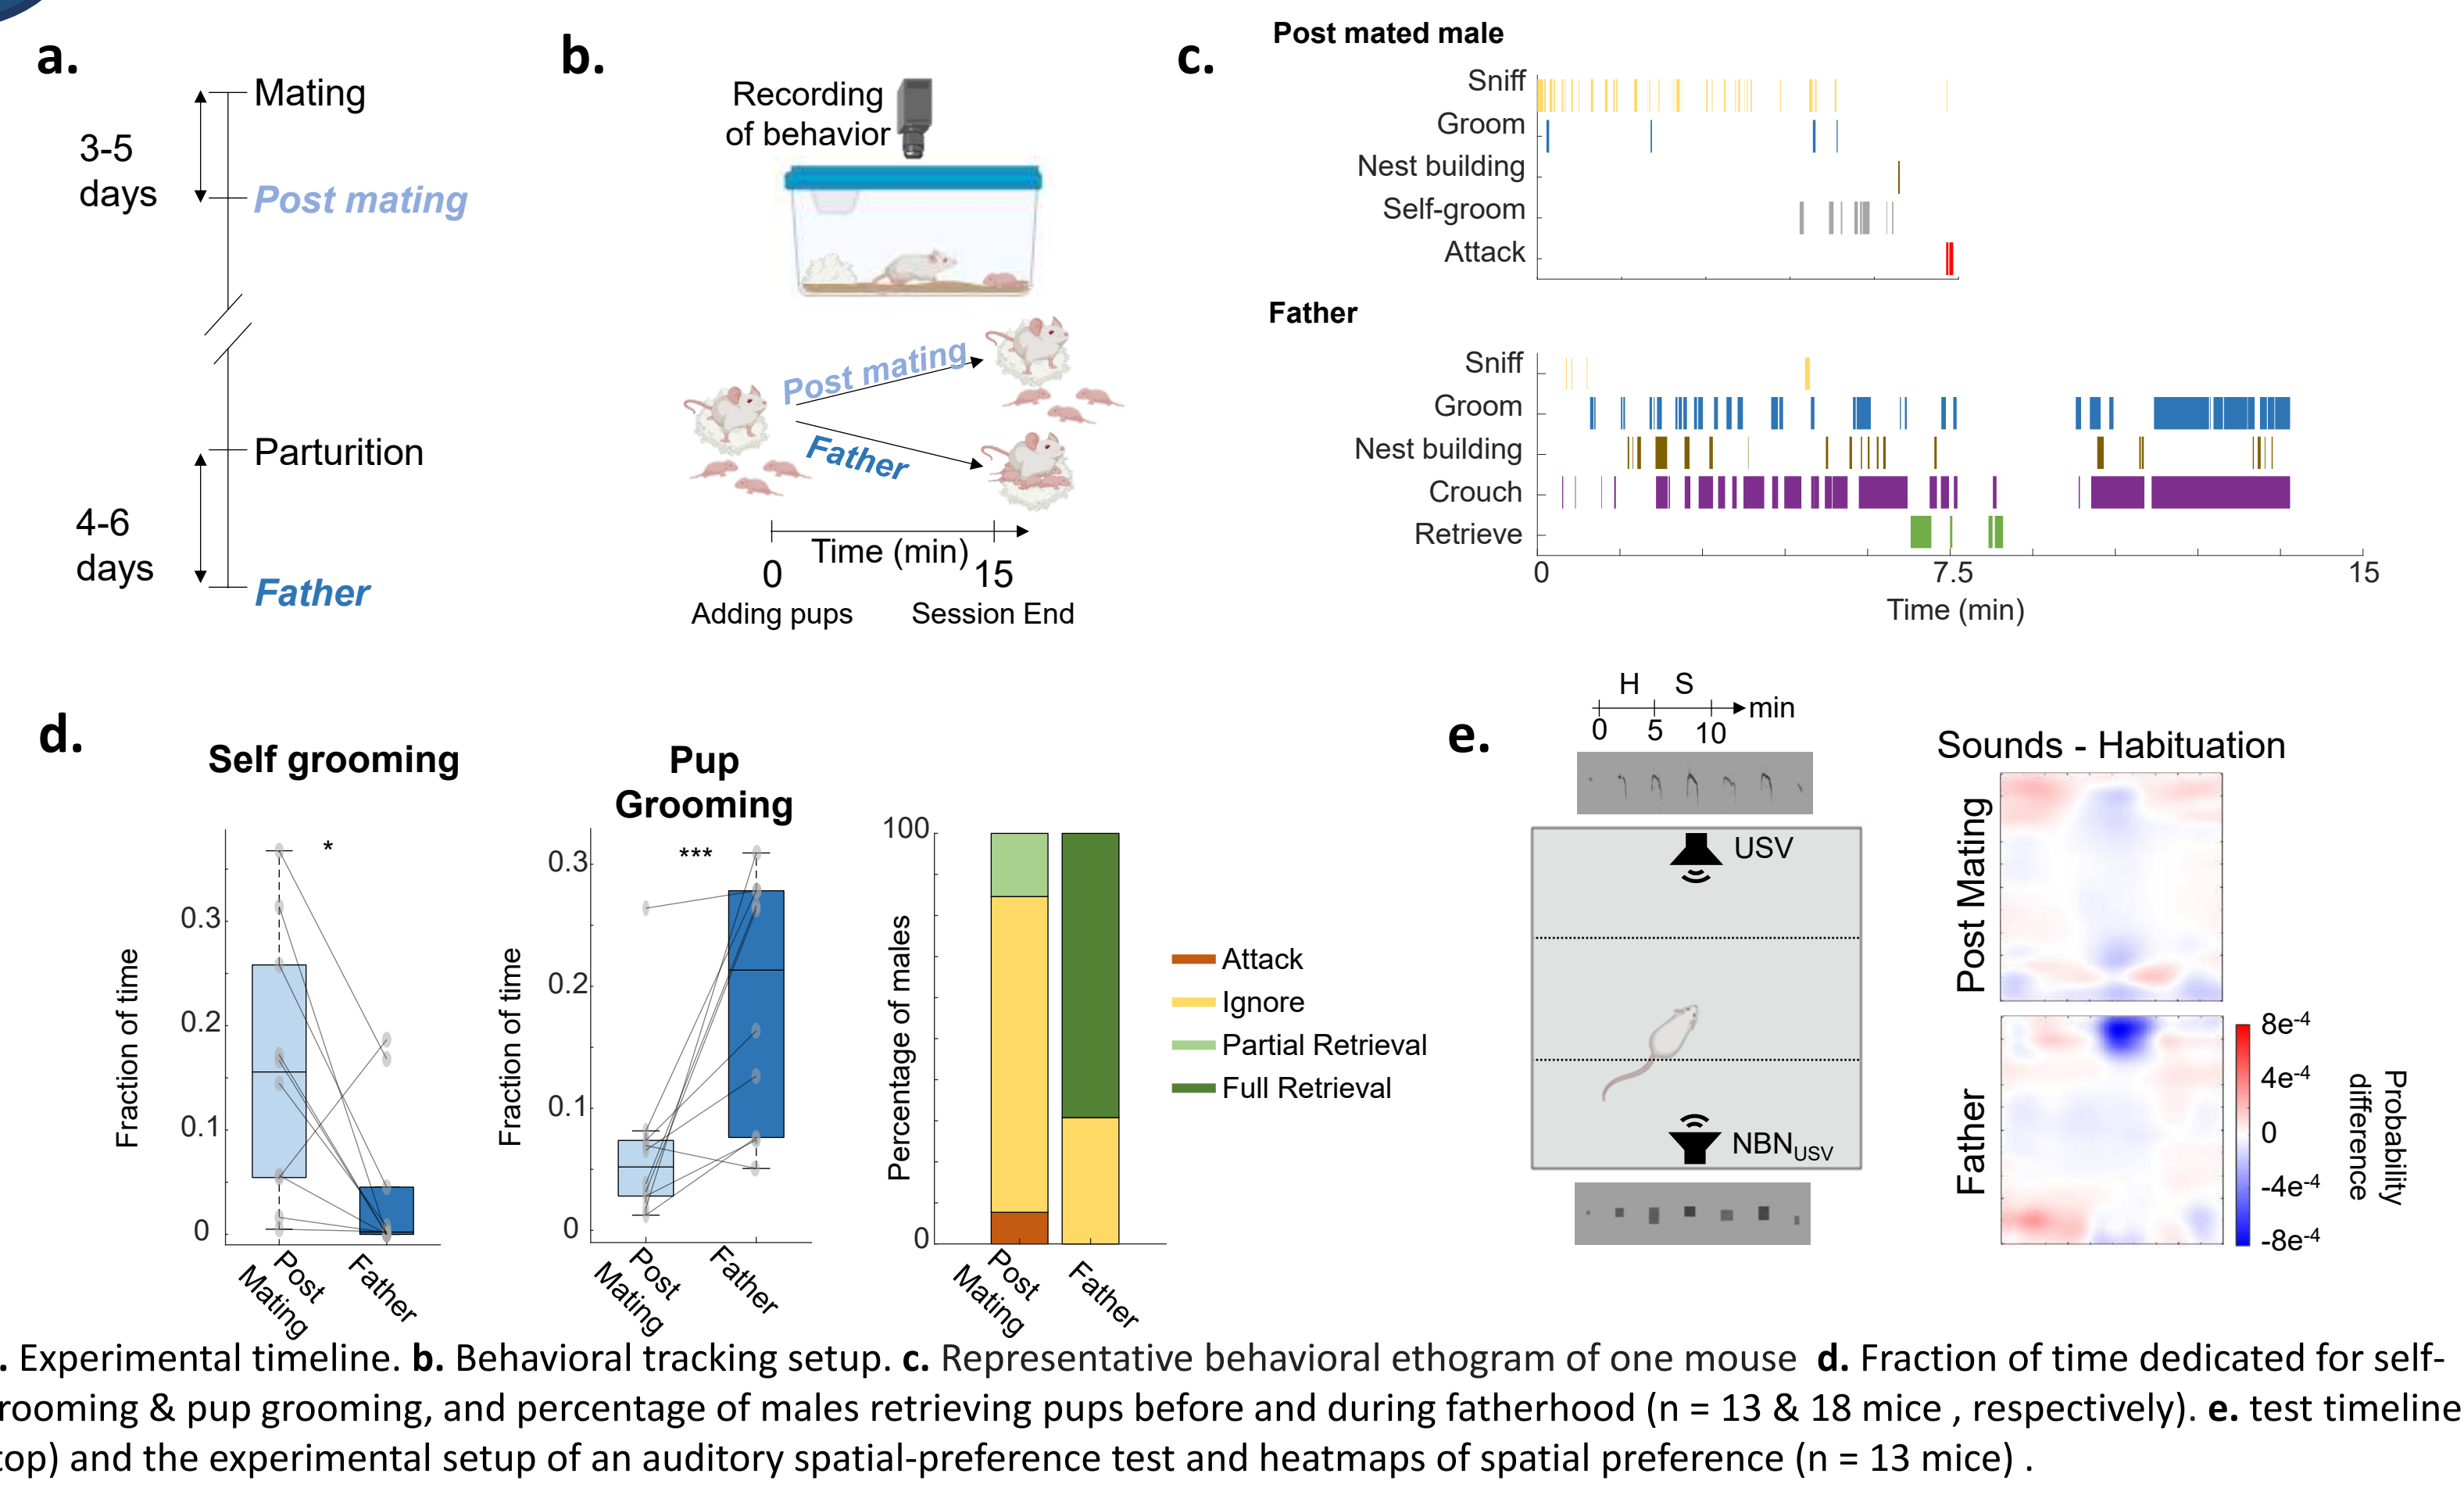 a.
Mating
3-5
days
Post mating
Parturition
4-6
days
Father
b.
Recording
of behavior
Post mating
Father
Time (min)
0
15
Adding pups
Session End
c.
Post mated male
Sniff
Groom
Nest building
Self-groom
Attack
Father
Sniff
Groom
Nest building
Crouch
Retrieve
0
7.5
15
Time (min)
d.
Self grooming
*
Fraction of time
0.3
0.2
0.1
0
Post
Mating
Father
Pup
Grooming
***
Fraction of time
0.3
0.2
0.1
0
Post
Mating
Father
Percentage of males
100
0
Post
Mating
Father
Attack
Ignore
Partial Retrieval
Full Retrieval
e.
H S
0 5 10 min
USV
NBN_USV
Sounds - Habituation
Post Mating
Father
8e-4
4e-4
0
-4e-4
-8e-4
Probability
difference
. Experimental timeline. b. Behavioral tracking setup. c. Representative behavioral ethogram of one mouse d. Fraction of time dedicated for self-
rooming & pup grooming, and percentage of males retrieving pups before and during fatherhood (n = 13 & 18 mice , respectively). e. test timeline
top) and the experimental setup of an auditory spatial-preference test and heatmaps of spatial preference (n = 13 mice) .